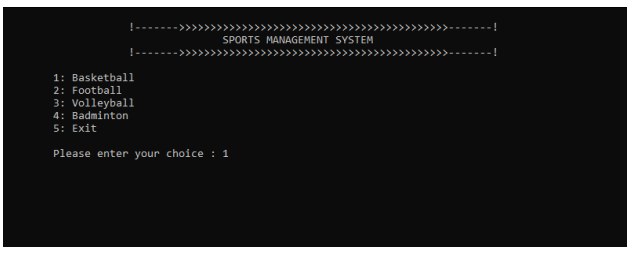 !------->>>>>>>>>>>>>>>>>>>>>>>>>>>>>>>>>>>>>>>>>>>-------!
SPORTS MANAGEMENT SYSTEM
!------->>>>>>>>>>>>>>>>>>>>>>>>>>>>>>>>>>>>>>>>>>>-------!
1: Basketball
2: Football
3: Volleyball
4: Badminton
5: Exit
Please enter your choice : 1